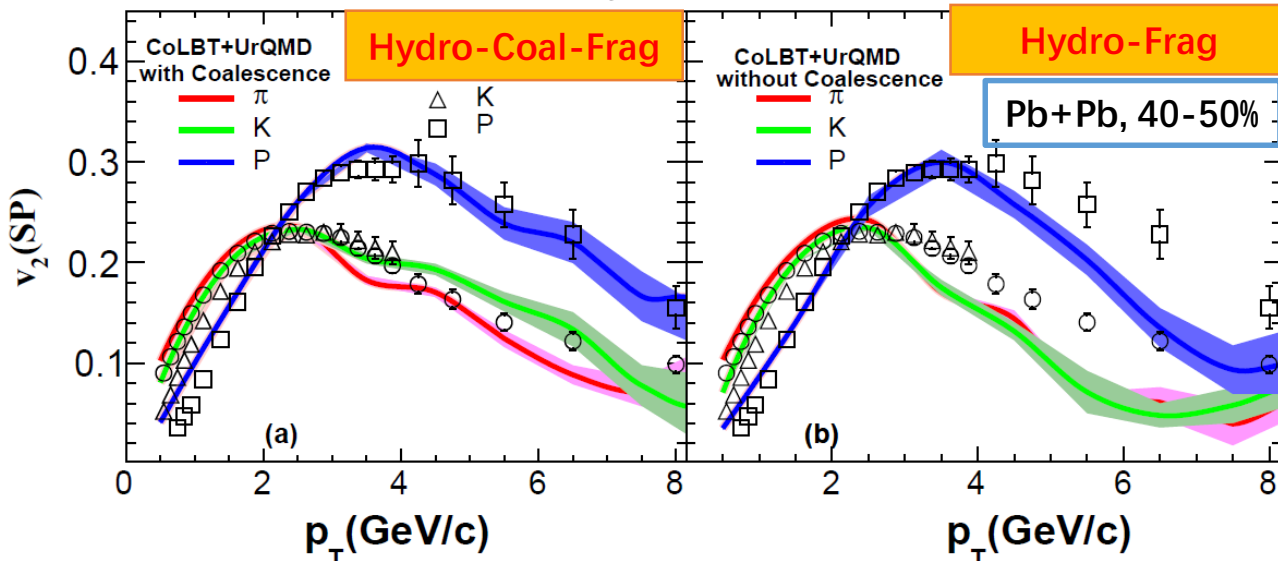 Hydro-Coal-Frag
CoLBT+UrQMD
with Coalescence
π
K
P
K
P
(a)
Hydro-Frag
CoLBT+UrQMD
without Coalescence
Pb+Pb, 40-50%
π
K
P
(b)
v₂(SP)
0.4
0.3
0.2
0.1
0 2 4 6 8
2 4 6 8
p_T(GeV/c)
p_T(GeV/c)